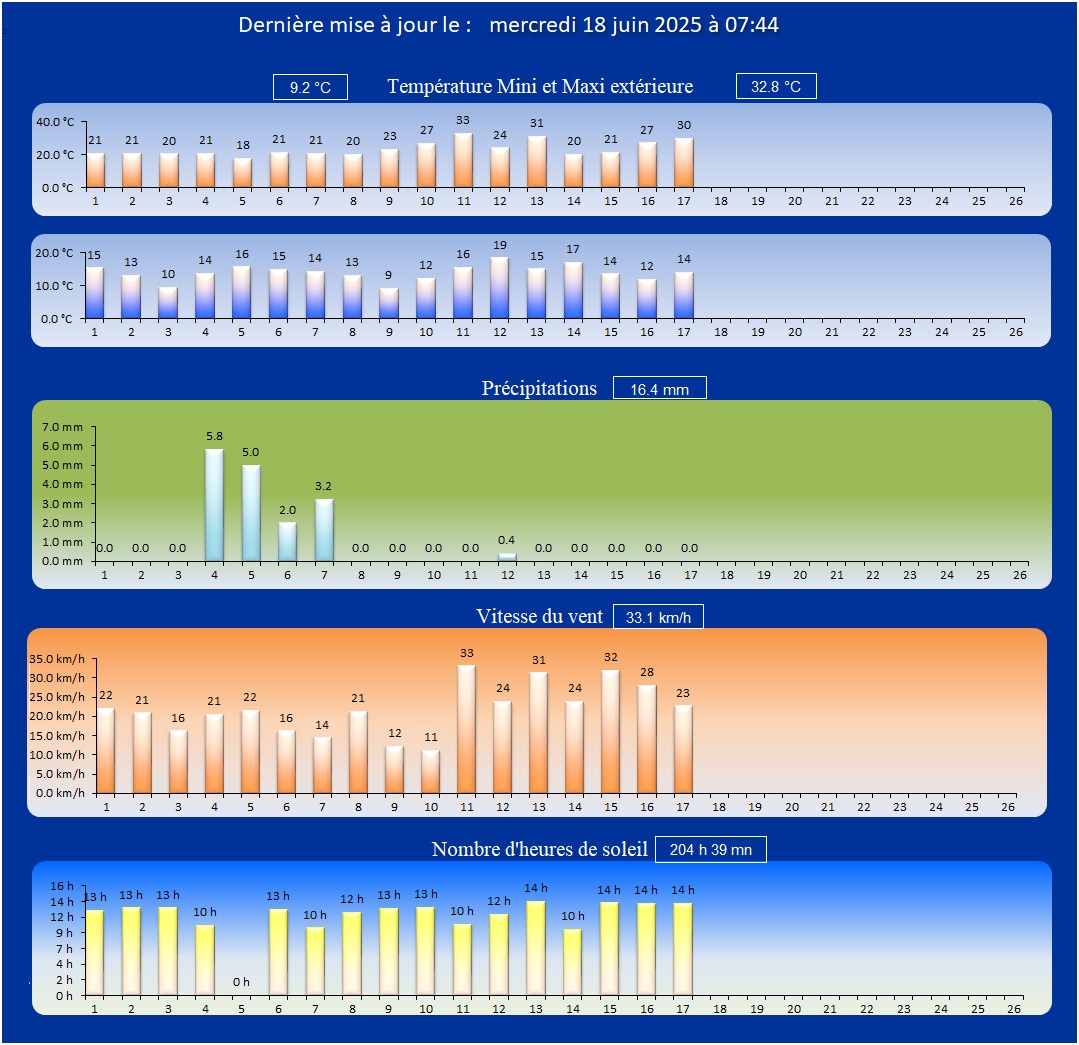 Dernière mise à jour le : mercredi 18 juin 2025 à 07:44
9.2 °C Température Mini et Maxi extérieure 32.8 °C
40.0 °C
20.0 °C
0.0 °C
21 21 20 21 18 21 21 20 23 27 33 24 31 20 21 27 30
1 2 3 4 5 6 7 8 9 10 11 12 13 14 15 16 17 18 19 20 21 22 23 24 25 26
20.0 °C
10.0 °C
0.0 °C
15 13 10 14 16 15 14 13 9 12 16 19 15 17 14 12 14
1 2 3 4 5 6 7 8 9 10 11 12 13 14 15 16 17 18 19 20 21 22 23 24 25 26
Précipitations 16.4 mm
7.0 mm
6.0 mm
5.0 mm
4.0 mm
3.0 mm
2.0 mm
1.0 mm
0.0 mm
0.0 0.0 0.0 5.8 5.0 2.0 3.2 0.0 0.0 0.0 0.0 0.4 0.0 0.0 0.0 0.0 0.0
1 2 3 4 5 6 7 8 9 10 11 12 13 14 15 16 17 18 19 20 21 22 23 24 25 26
Vitesse du vent 33.1 km/h
35.0 km/h
30.0 km/h
25.0 km/h
20.0 km/h
15.0 km/h
10.0 km/h
5.0 km/h
0.0 km/h
22 21 16 21 22 16 14 21 12 11 33 24 31 24 32 28 23
1 2 3 4 5 6 7 8 9 10 11 12 13 14 15 16 17 18 19 20 21 22 23 24 25 26
Nombre d'heures de soleil 204 h 39 mn
16 h
14 h
12 h
9 h
7 h
4 h
2 h
0 h
13 h 13 h 13 h 10 h 0 h 13 h 10 h 12 h 13 h 13 h 10 h 12 h 14 h 10 h 14 h 14 h 14 h
1 2 3 4 5 6 7 8 9 10 11 12 13 14 15 16 17 18 19 20 21 22 23 24 25 26